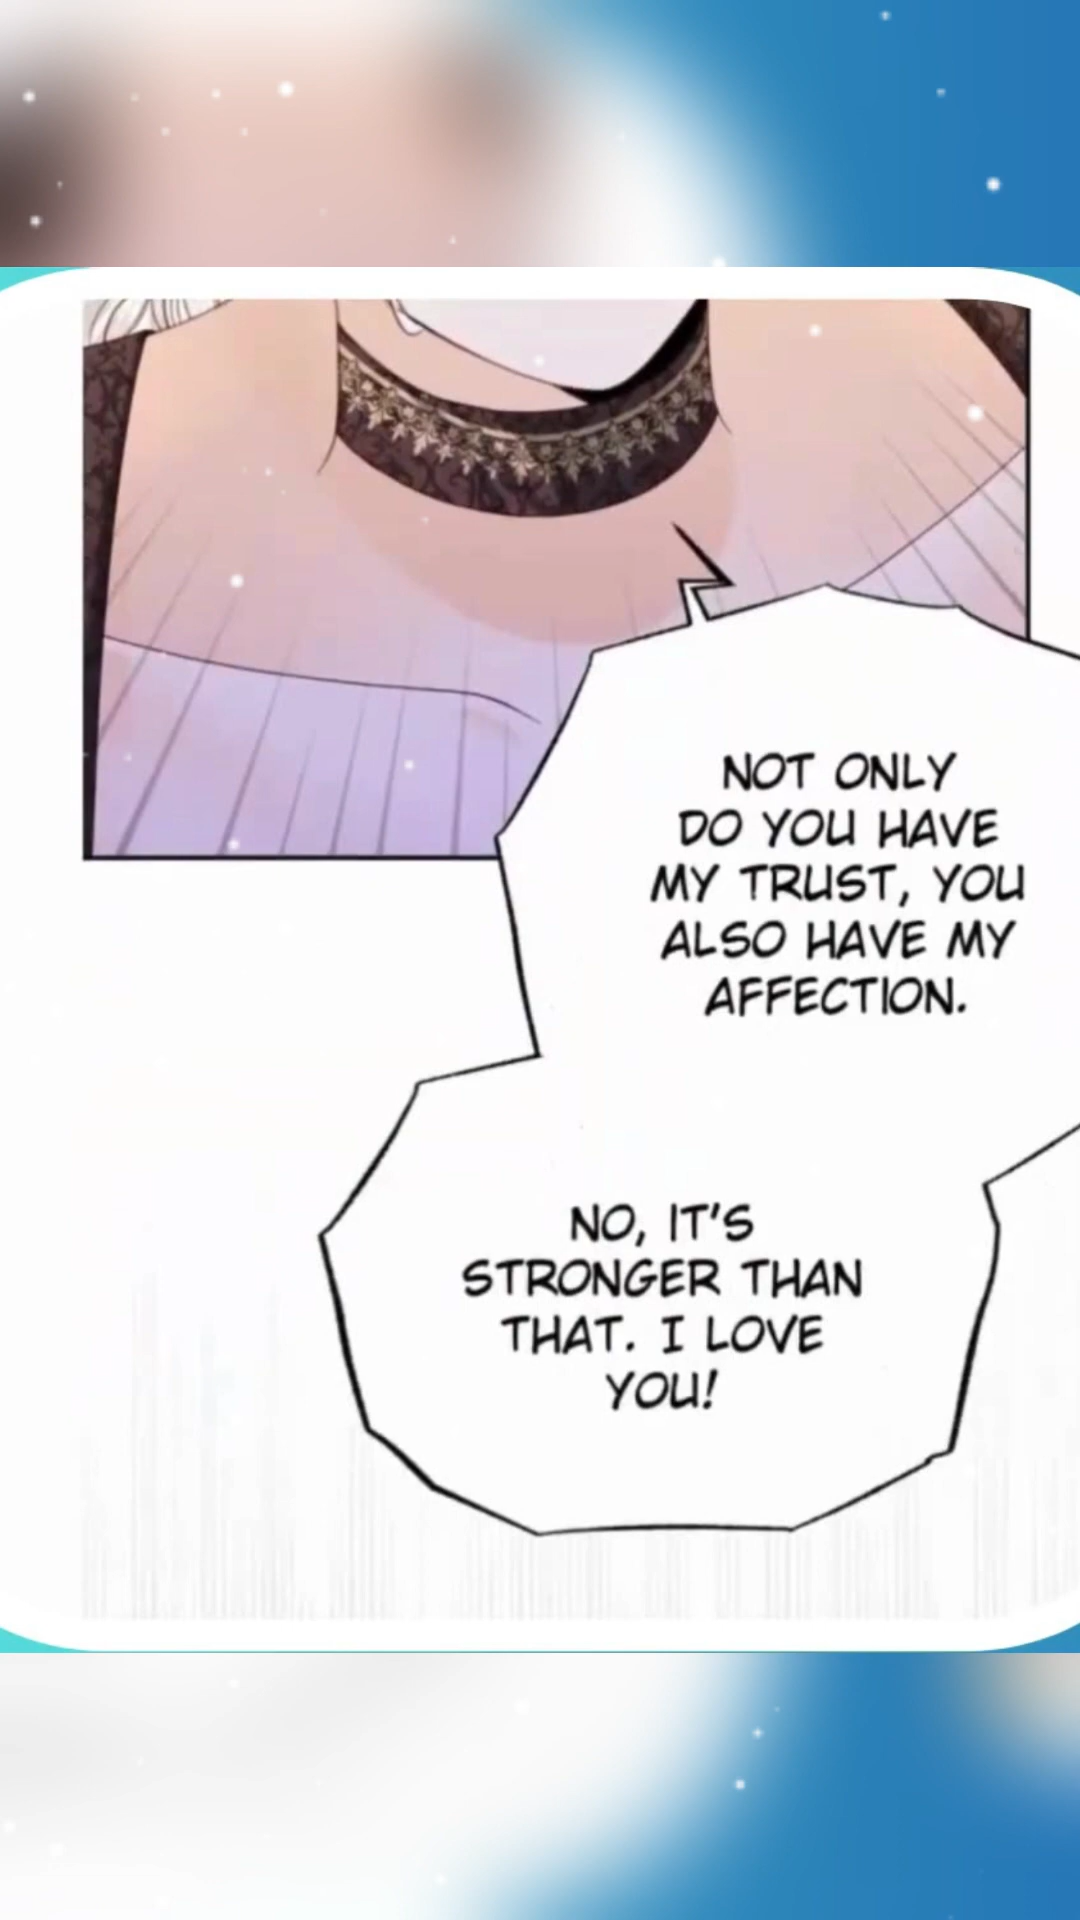 NOT ONLY
DO YOU HAVE
MY TRUST, YOU
ALSO HAVE MY
AFFECTION.
NO, IT'S
STRONGER THAN
THAT. I LOVE
YOU!